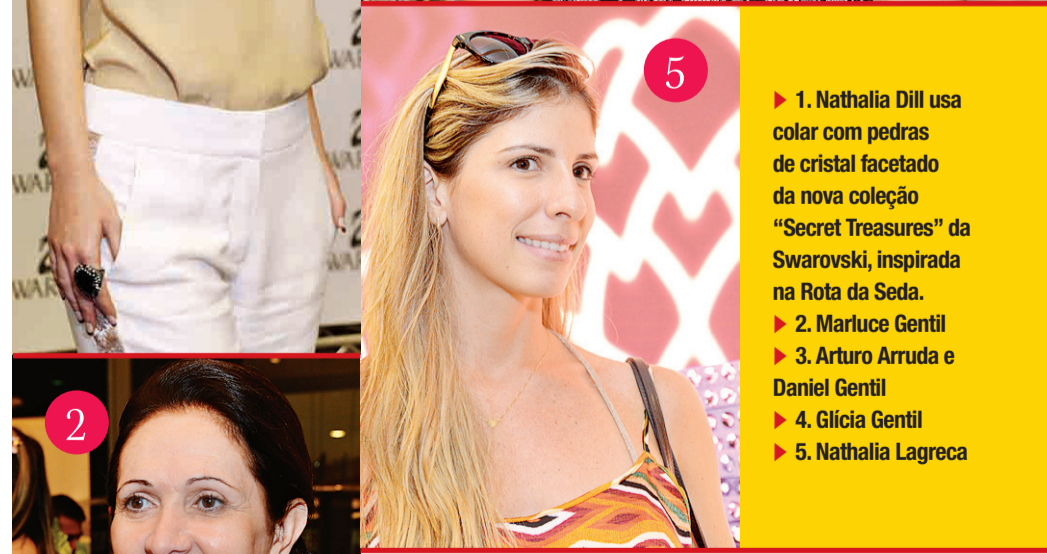 5
▶ 1. Nathalia Dill usa
colar com pedras
de cristal facetado
da nova coleção
“Secret Treasures” da
Swarovski, inspirada
na Rota da Seda.
▶ 2. Marluce Gentil
▶ 3. Arturo Arruda e
Daniel Gentil
▶ 4. Glícia Gentil
▶ 5. Nathalia Lagreca
2